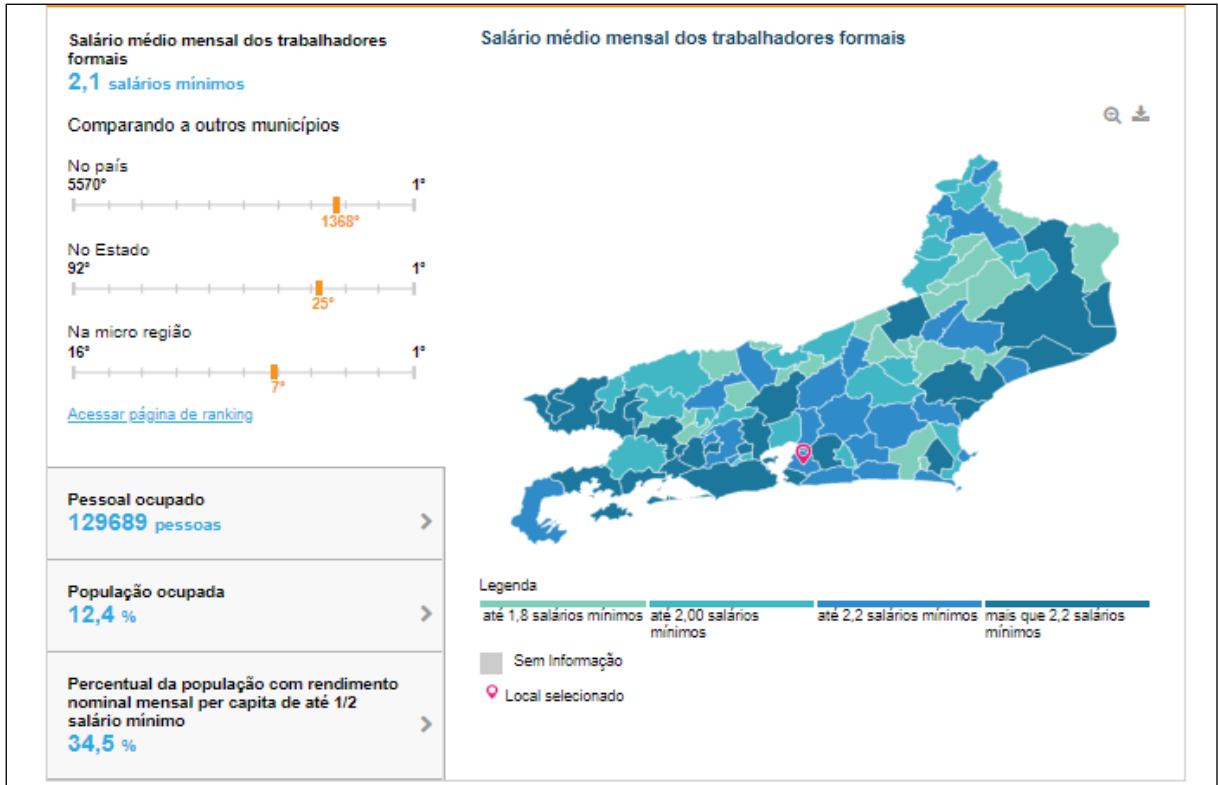 Salário médio mensal dos trabalhadores
formais
2,1 salários mínimos
Comparando a outros municípios
No país
5570° 1°
1368°
No Estado
92° 1°
25°
Na micro região
16° 1°
7°
Acessar página de ranking
Pessoal ocupado
129689 pessoas
População ocupada
12,4 %
Percentual da população com rendimento
nominal mensal per capita de até 1/2
salário mínimo
34,5 %
Salário médio mensal dos trabalhadores formais
Legenda
até 1,8 salários mínimos até 2,00 salários até 2,2 salários mínimos mais que 2,2 salários
mínimos mínimos
Sem Informação
Local selecionado